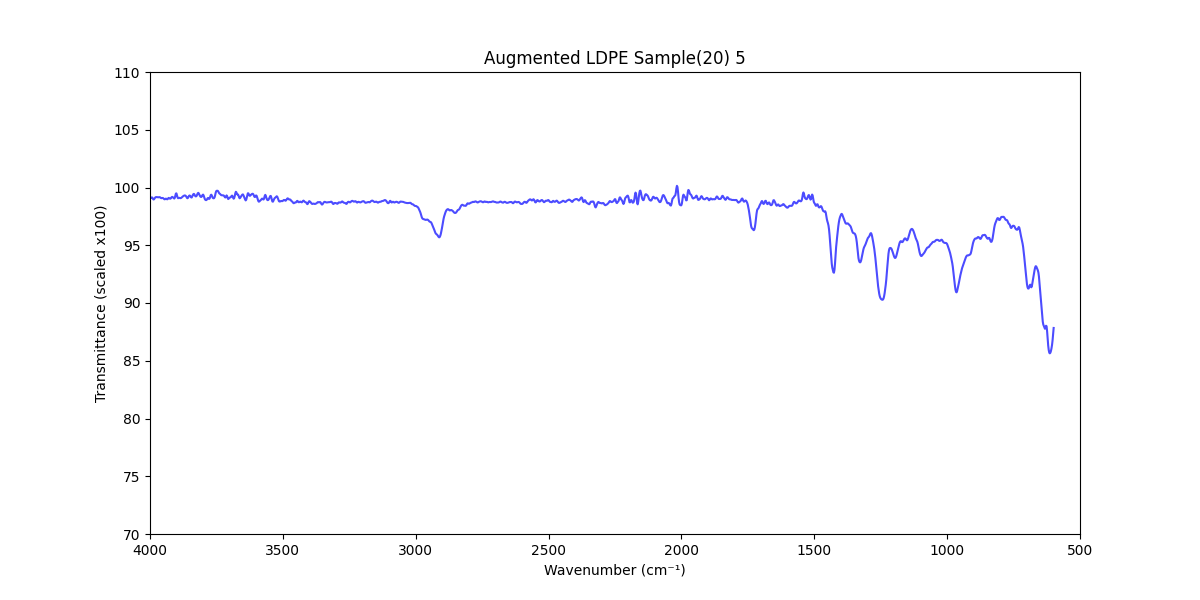 Augmented LDPE Sample(20) 5
110
105
100
95
90
85
80
75
70
Transmittance (scaled x100)
4000 3500 3000 2500 2000 1500 1000 500
Wavenumber (cm⁻¹)